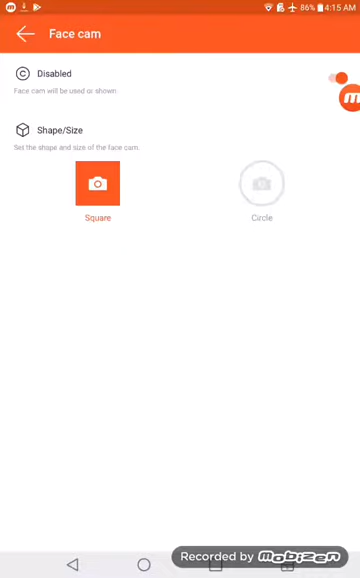 86% 4:15 AM
Face cam
Disabled
Face cam will be used or shown
Shape/Size
Set the shape and size of the face cam.
Square
Circle
Recorded by mobizen